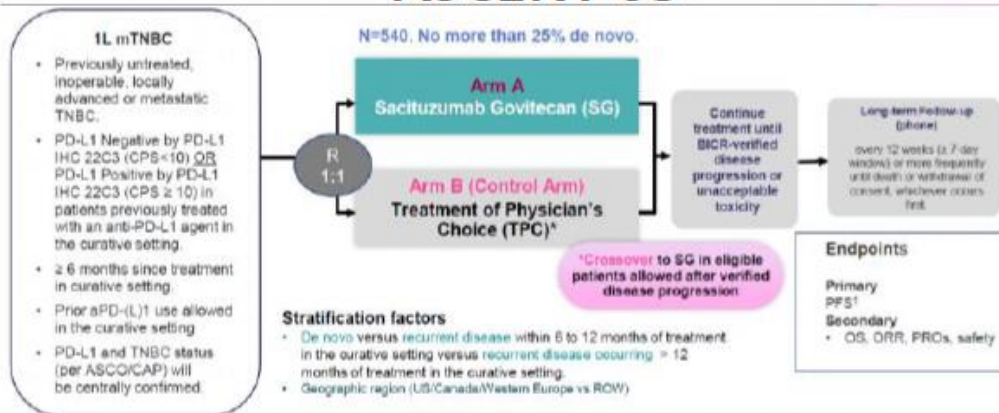 1L mTNBC
• Previously untreated,
inoperable, locally
advanced or metastatic
TNBC.
• PD-L1 Negative by PD-L1
IHC 22C3 (CPS<10) OR
PD-L1 Positive by PD-L1
IHC 22C3 (CPS ≥ 10) in
patients previously treated
with an anti-PD-L1 agent in
the curative setting.
• ≥ 6 months since treatment
in curative setting.
• Prior aPD-(L)1 use allowed
in the curative setting
• PD-L1 and TNBC status
(per ASCO/CAP) will
be centrally confirmed.
N=540. No more than 25% de novo.
R
1:1
Arm A
Sacituzumab Govitecan (SG)
Arm B (Control Arm)
Treatment of Physician's
Choice (TPC)*
Continue
treatment until
BICR-verified
disease
progression or
unacceptable
toxicity
Long-term Follow-up
(phone)
every 12 weeks (± 7 day
window) or more frequently
until death or withdrawal of
consent, whichever occurs
first.
*Crossover to SG in eligible
patients allowed after verified
disease progression
Stratification factors
• De novo versus recurrent disease within 6 to 12 months of treatment
in the curative setting versus recurrent disease occurring > 12
months of treatment in the curative setting.
• Geographic region (US/Canada/Western Europe vs ROW)
Endpoints
Primary
PFS¹
Secondary
• OS, ORR, PROs, safety